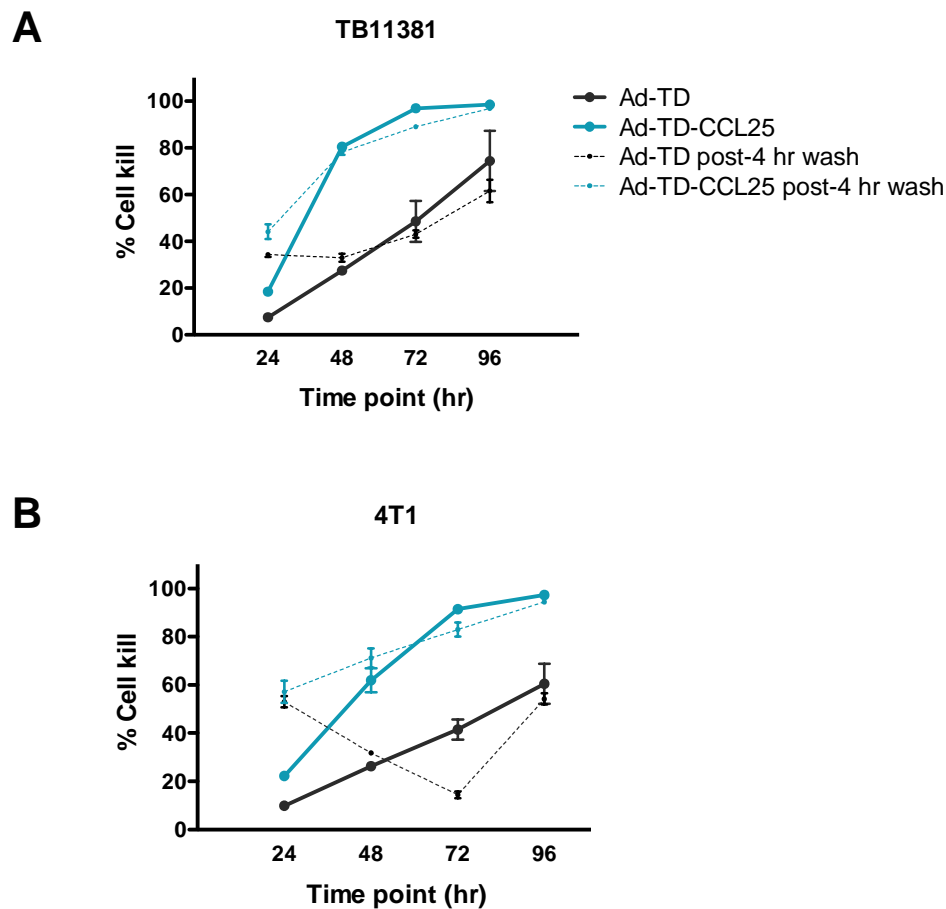 A
TB11381
100
80
60
40
20
0
% Cell kill
24 48 72 96
Time point (hr)
Ad-TD
Ad-TD-CCL25
Ad-TD post-4 hr wash
Ad-TD-CCL25 post-4 hr wash
B
4T1
100
80
60
40
20
0
% Cell kill
24 48 72 96
Time point (hr)